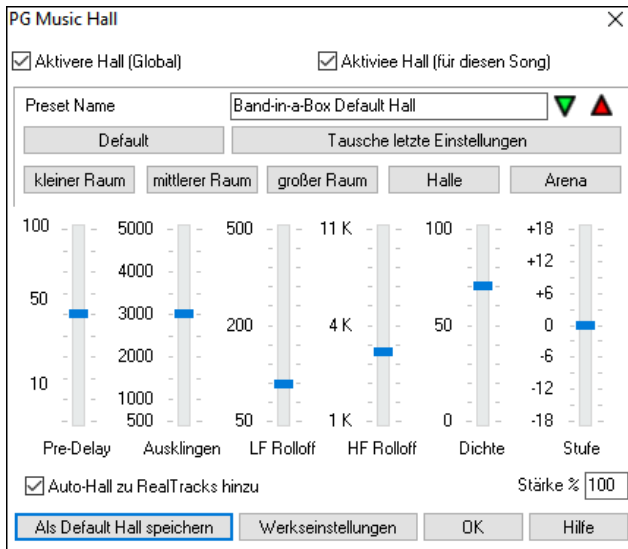 PG Music Hall
Aktivere Hall (Global) Aktiviee Hall (für diesen Song)
Preset Name Band-in-a-Box Default Hall
Default Tausche letzte Einstellungen
kleiner Raum mittlerer Raum großer Raum Halle Arena
100 5000 500 11 K 100 +18
4000 +12
50 +6
3000 200 4 K 50 0
2000 -6
10 -12
1000
500 50 1 K 0 -18
Pre-Delay Ausklingen LF Rolloff HF Rolloff Dichte Stufe
Auto-Hall zu RealTracks hinzu Stärke % 100
Als Default Hall speichern Werkseinstellungen OK Hilfe